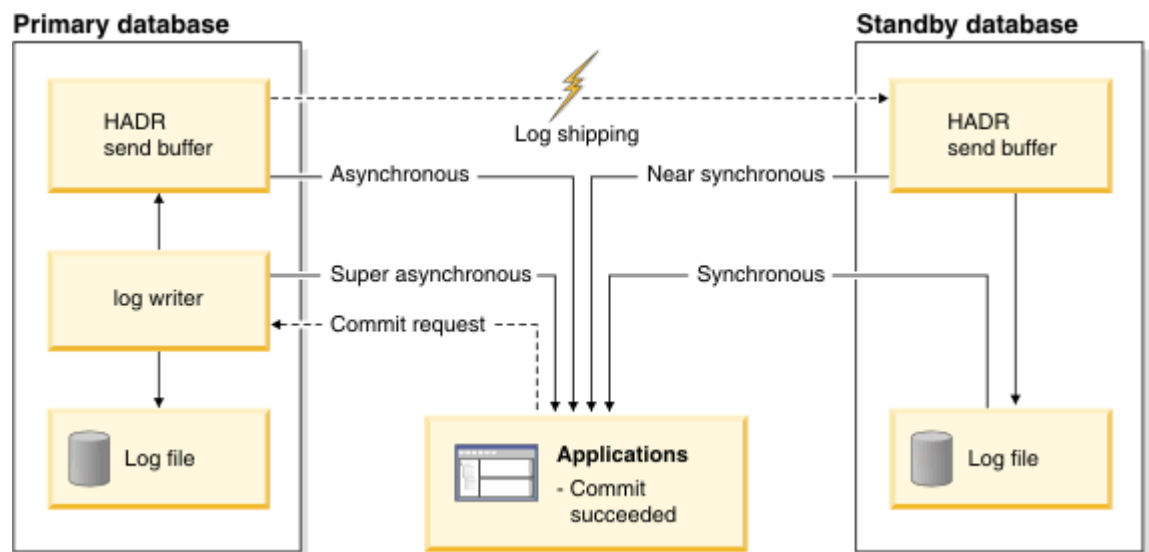 Primary database
Standby database
HADR
send buffer
Log shipping
HADR
send buffer
Asynchronous
Near synchronous
log writer
Super asynchronous
Synchronous
Commit request
Log file
Applications
- Commit
succeeded
Log file